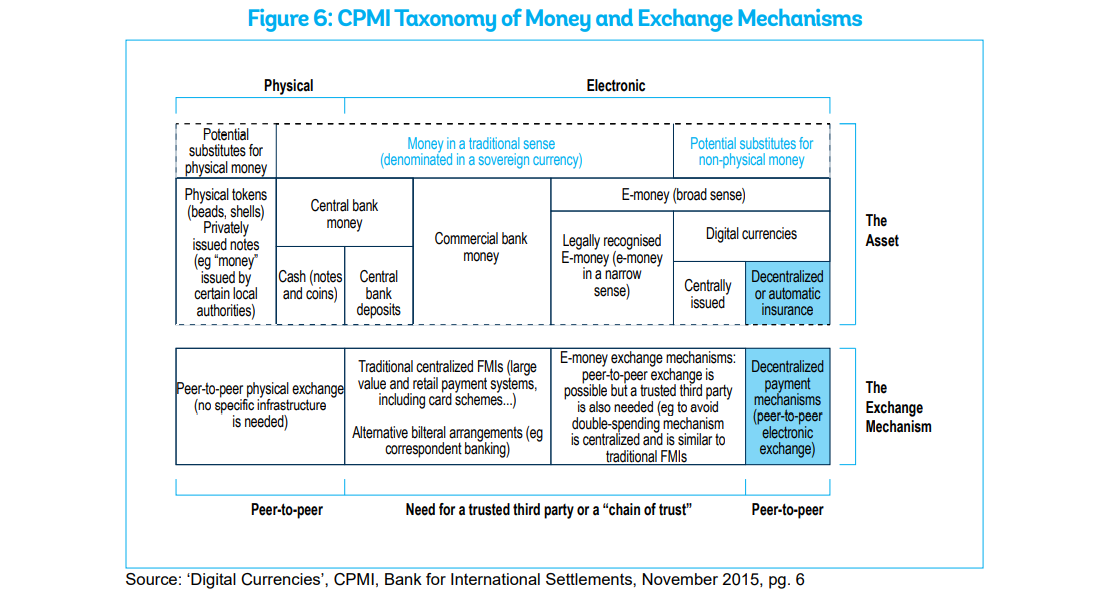 Figure 6: CPMI Taxonomy of Money and Exchange Mechanisms
Physical
Electronic
Potential
substitutes for
physical money
Money in a traditional sense
(denominated in a sovereign currency)
Potential substitutes for
non-physical money
Physical tokens
(beads, shells)
Privately
issued notes
(eg “money”
issued by
certain local
authorities)
Central bank
money
Cash (notes
and coins)
Central
bank
deposits
Commercial bank
money
E-money (broad sense)
Legally recognised
E-money (e-money
in a narrow
sense)
Digital currencies
Centrally
issued
Decentralized
or automatic
insurance
The
Asset
Peer-to-peer physical exchange
(no specific infrastructure
is needed)
Traditional centralized FMIs (large
value and retail payment systems,
including card schemes...)
Alternative bilteral arrangements (eg
correspondent banking)
E-money exchange mechanisms:
peer-to-peer exchange is
possible but a trusted third party
is also needed (eg to avoid
double-spending mechanism
is centralized and is similar to
traditional FMIs
Decentralized
payment
mechanisms
(peer-to-peer
electronic
exchange)
The
Exchange
Mechanism
Peer-to-peer
Need for a trusted third party or a “chain of trust”
Peer-to-peer
Source: ‘Digital Currencies’, CPMI, Bank for International Settlements, November 2015, pg. 6